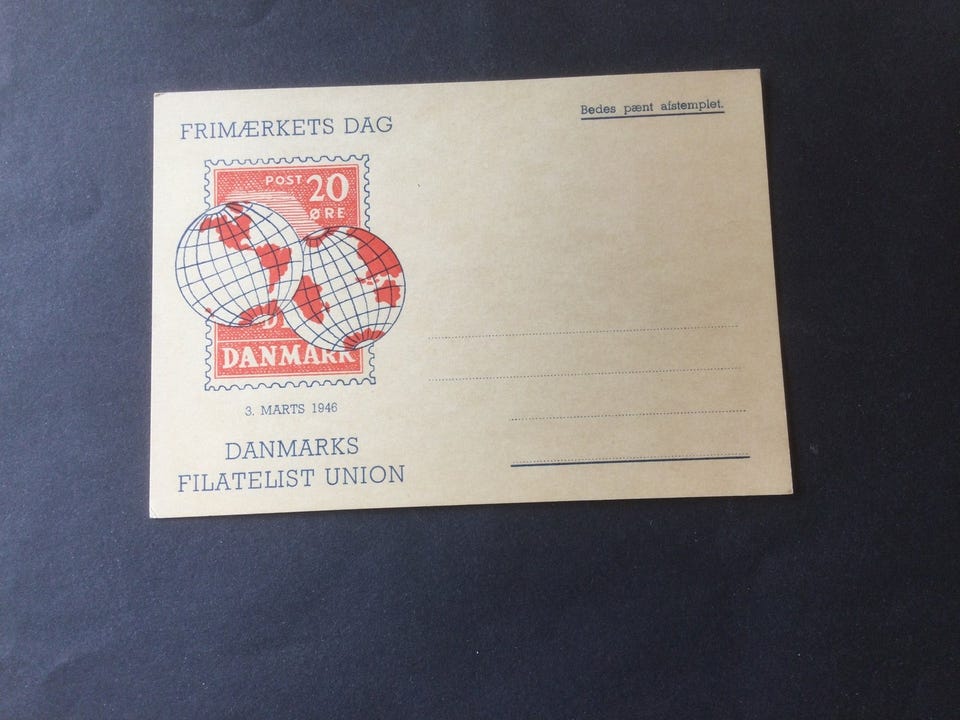 FRIMÆRKETS DAG
Bedes pænt afstemplet.
POST 20
ØRE
DANMARK
3. MARTS 1946
DANMARKS
FILATELIST UNION